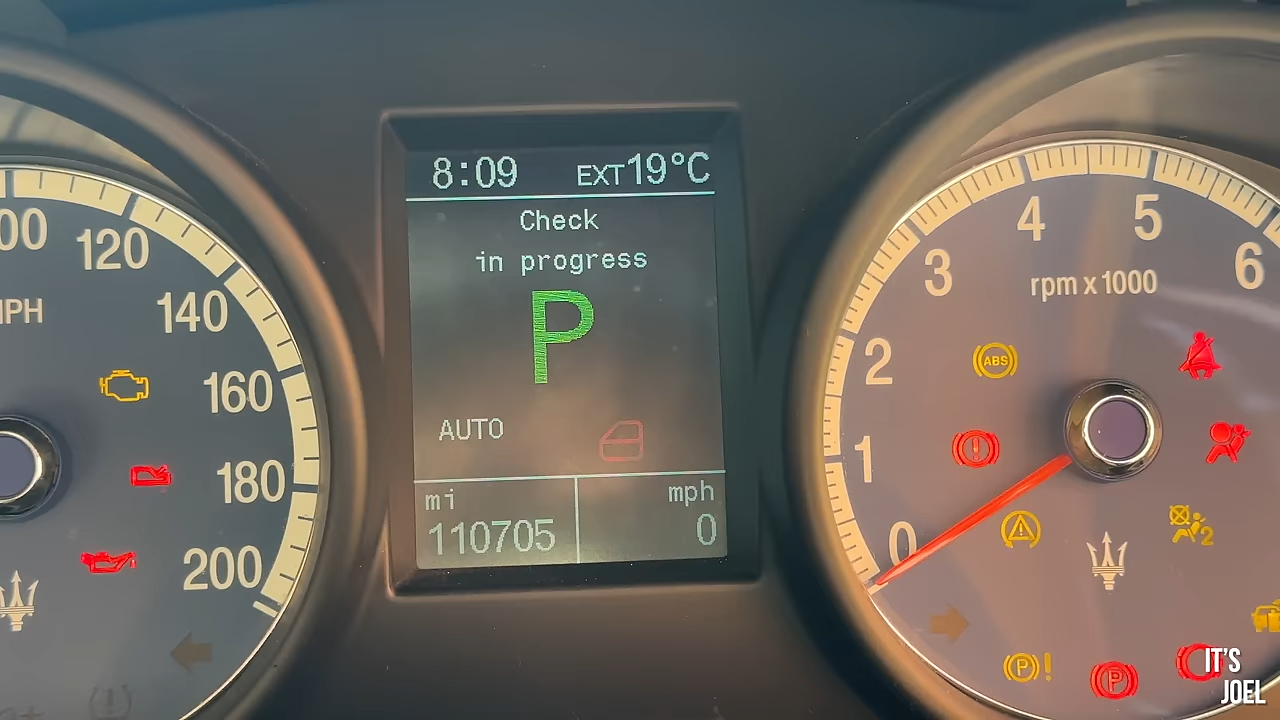 8:09 EXT19°C
Check
in progress
P
AUTO
mi mph
110705 0
120
140
MPH
160
180
200
rpm x 1000
0
1
2
3
4
5
6
ABS
2
P!
P
IT'S
JOEL